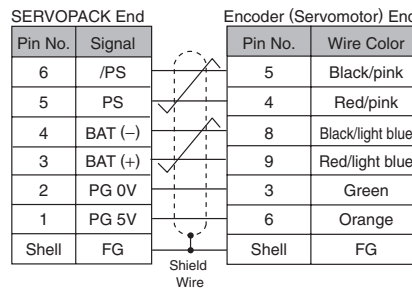 SERVOPACK End Encoder (Servomotor) End
Pin No. Signal Pin No. Wire Color
6 /PS 5 Black/pink
5 PS 4 Red/pink
4 BAT (–) 8 Black/light blue
3 BAT (+) 9 Red/light blue
2 PG 0V 3 Green
1 PG 5V 6 Orange
Shell FG Shell FG
Shield
Wire